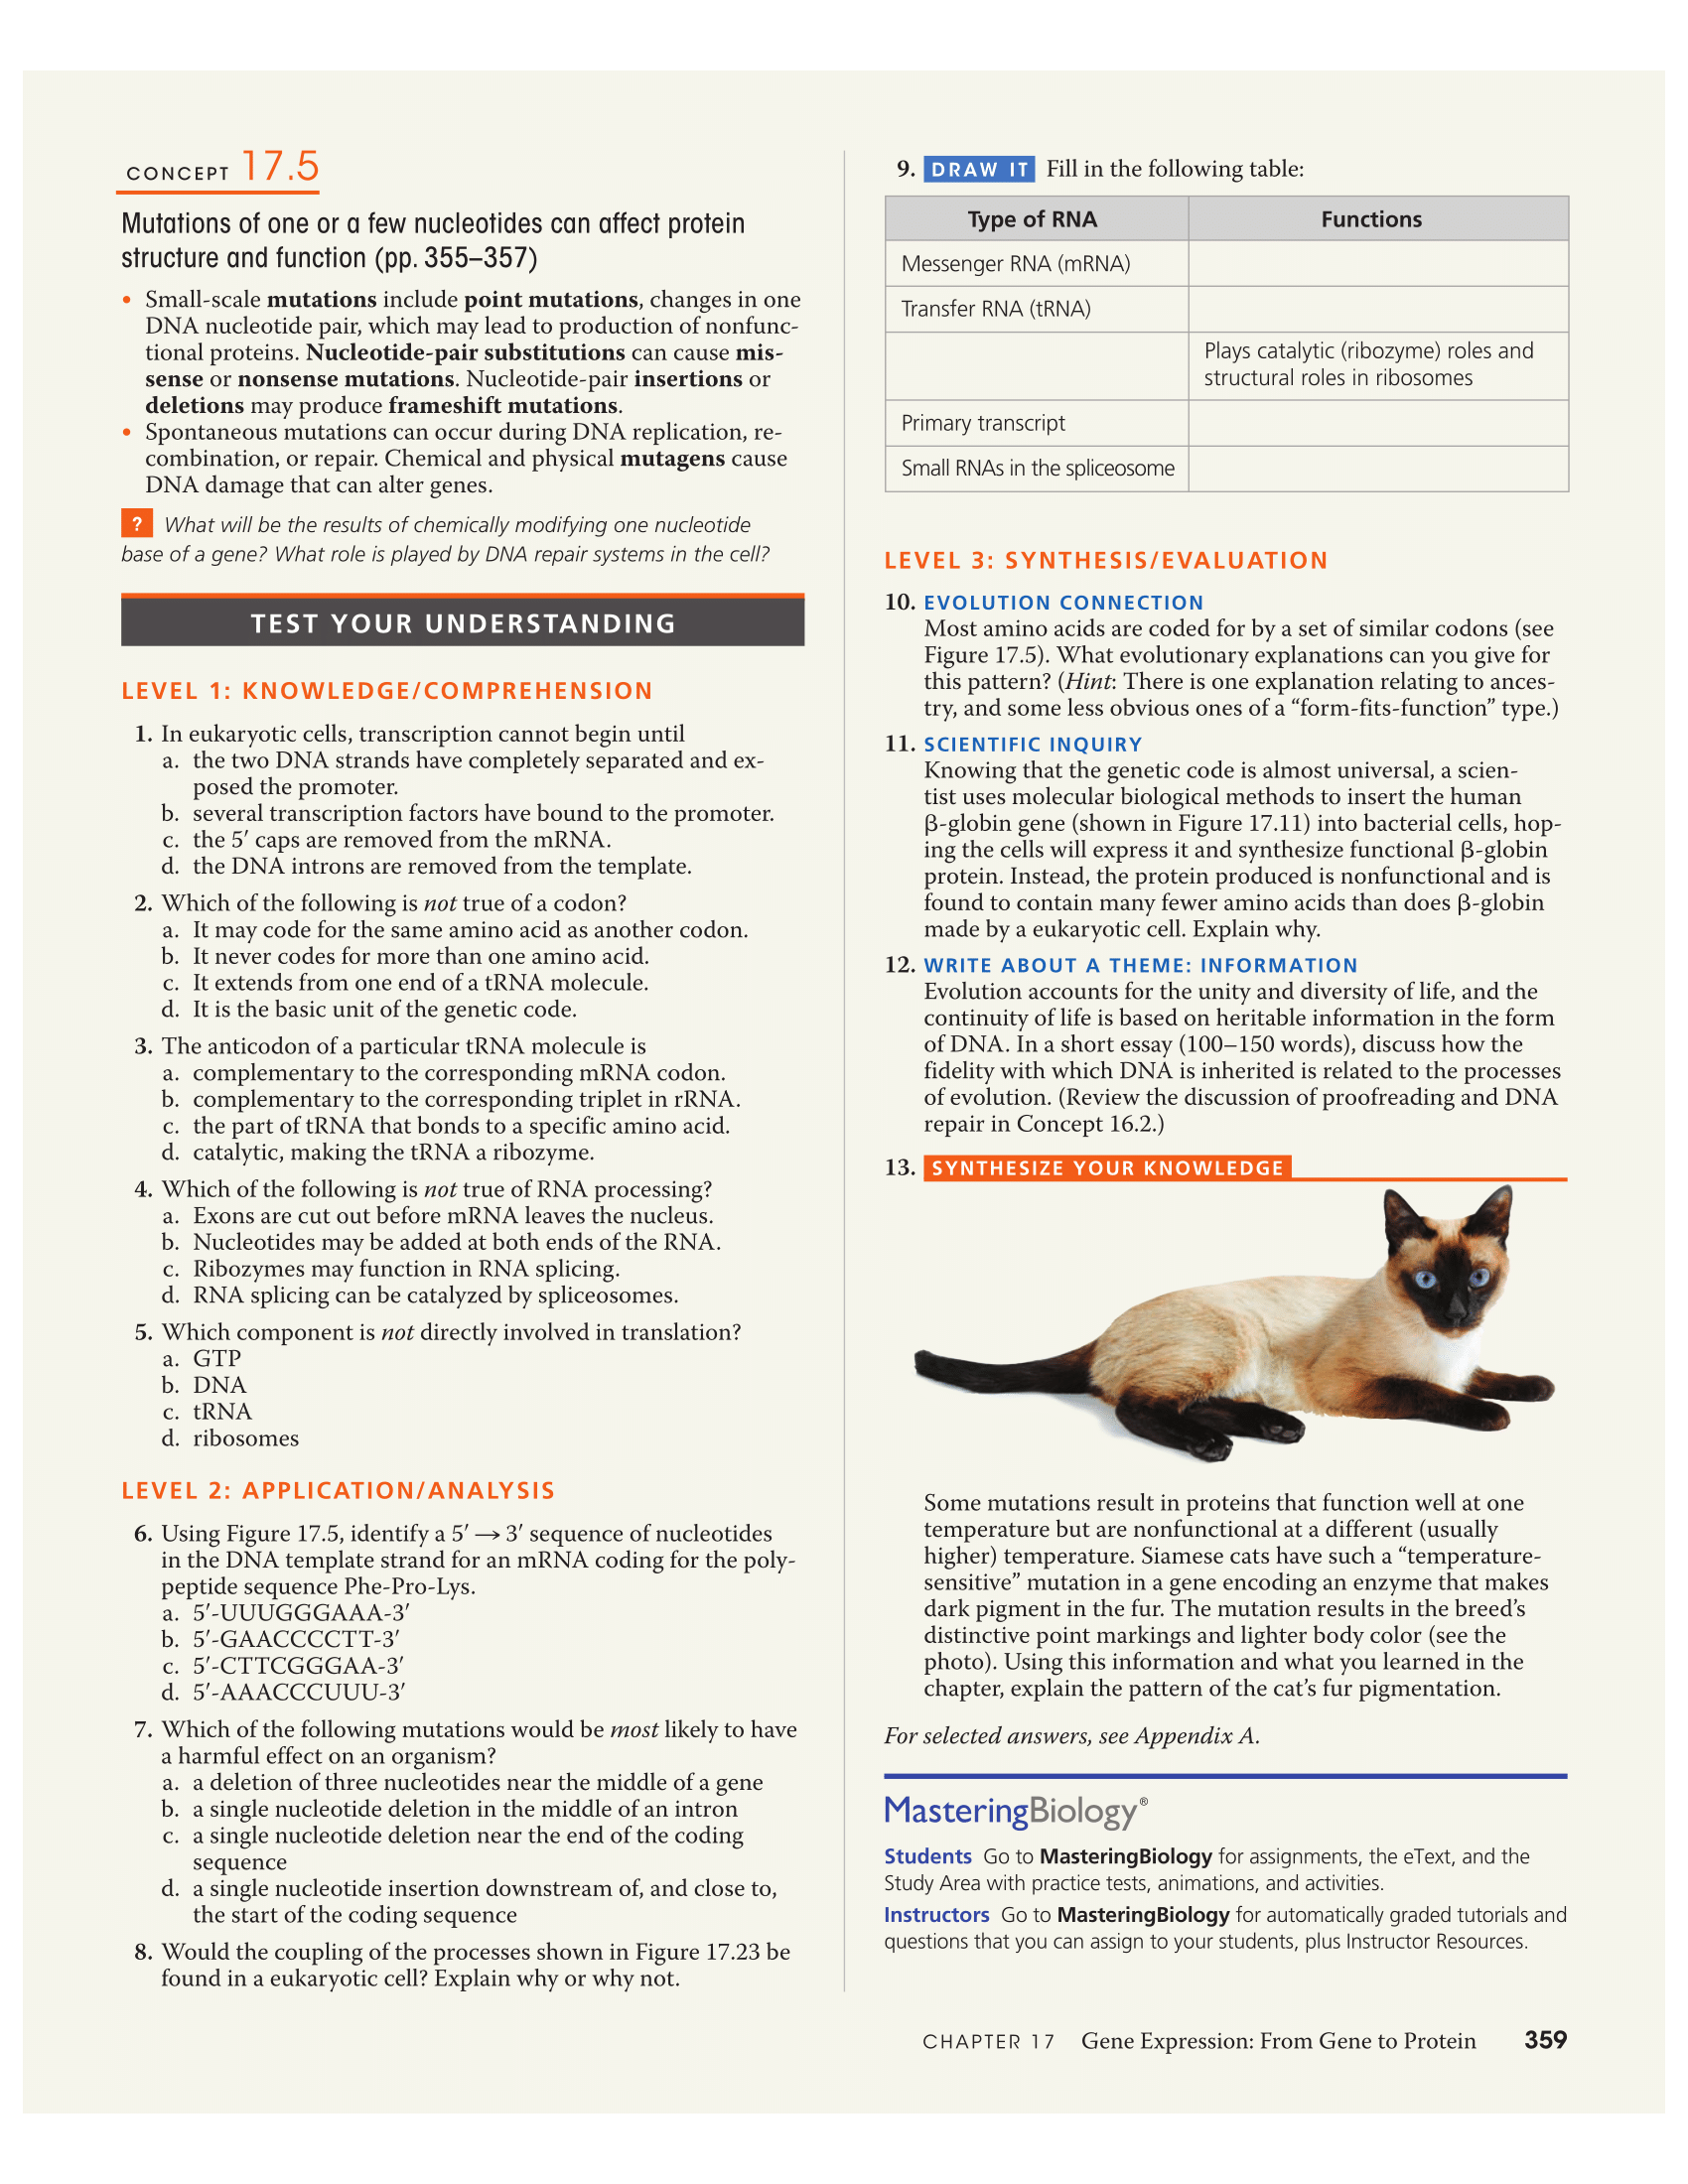 CONCEPT 17.5
Mutations of one or a few nucleotides can affect protein
structure and function (pp. 355–357)
• Small-scale mutations include point mutations, changes in one
DNA nucleotide pair, which may lead to production of nonfunc-
tional proteins. Nucleotide-pair substitutions can cause mis-
sense or nonsense mutations. Nucleotide-pair insertions or
deletions may produce frameshift mutations.
• Spontaneous mutations can occur during DNA replication, re-
combination, or repair. Chemical and physical mutagens cause
DNA damage that can alter genes.
? What will be the results of chemically modifying one nucleotide
base of a gene? What role is played by DNA repair systems in the cell?
TEST YOUR UNDERSTANDING
LEVEL 1: KNOWLEDGE/COMPREHENSION
1. In eukaryotic cells, transcription cannot begin until
a. the two DNA strands have completely separated and ex-
posed the promoter.
b. several transcription factors have bound to the promoter.
c. the 5′ caps are removed from the mRNA.
d. the DNA introns are removed from the template.
2. Which of the following is not true of a codon?
a. It may code for the same amino acid as another codon.
b. It never codes for more than one amino acid.
c. It extends from one end of a tRNA molecule.
d. It is the basic unit of the genetic code.
3. The anticodon of a particular tRNA molecule is
a. complementary to the corresponding mRNA codon.
b. complementary to the corresponding triplet in rRNA.
c. the part of tRNA that bonds to a specific amino acid.
d. catalytic, making the tRNA a ribozyme.
4. Which of the following is not true of RNA processing?
a. Exons are cut out before mRNA leaves the nucleus.
b. Nucleotides may be added at both ends of the RNA.
c. Ribozymes may function in RNA splicing.
d. RNA splicing can be catalyzed by spliceosomes.
5. Which component is not directly involved in translation?
a. GTP
b. DNA
c. tRNA
d. ribosomes
LEVEL 2: APPLICATION/ANALYSIS
6. Using Figure 17.5, identify a 5′ → 3′ sequence of nucleotides
in the DNA template strand for an mRNA coding for the poly-
peptide sequence Phe-Pro-Lys.
a. 5′-UUUGGGAAA-3′
b. 5′-GAACCCCTT-3′
c. 5′-CTTCGGGAA-3′
d. 5′-AAACCCUUU-3′
7. Which of the following mutations would be most likely to have
a harmful effect on an organism?
a. a deletion of three nucleotides near the middle of a gene
b. a single nucleotide deletion in the middle of an intron
c. a single nucleotide deletion near the end of the coding
sequence
d. a single nucleotide insertion downstream of, and close to,
the start of the coding sequence
8. Would the coupling of the processes shown in Figure 17.23 be
found in a eukaryotic cell? Explain why or why not.
9. DRAW IT Fill in the following table:
Type of RNA Functions
Messenger RNA (mRNA)
Transfer RNA (tRNA)
Plays catalytic (ribozyme) roles and
structural roles in ribosomes
Primary transcript
Small RNAs in the spliceosome
LEVEL 3: SYNTHESIS/EVALUATION
10. EVOLUTION CONNECTION
Most amino acids are coded for by a set of similar codons (see
Figure 17.5). What evolutionary explanations can you give for
this pattern? (Hint: There is one explanation relating to ances-
try, and some less obvious ones of a “form-fits-function” type.)
11. SCIENTIFIC INQUIRY
Knowing that the genetic code is almost universal, a scien-
tist uses molecular biological methods to insert the human
β-globin gene (shown in Figure 17.11) into bacterial cells, hop-
ing the cells will express it and synthesize functional β-globin
protein. Instead, the protein produced is nonfunctional and is
found to contain many fewer amino acids than does β-globin
made by a eukaryotic cell. Explain why.
12. WRITE ABOUT A THEME: INFORMATION
Evolution accounts for the unity and diversity of life, and the
continuity of life is based on heritable information in the form
of DNA. In a short essay (100–150 words), discuss how the
fidelity with which DNA is inherited is related to the processes
of evolution. (Review the discussion of proofreading and DNA
repair in Concept 16.2.)
13. SYNTHESIZE YOUR KNOWLEDGE
Some mutations result in proteins that function well at one
temperature but are nonfunctional at a different (usually
higher) temperature. Siamese cats have such a “temperature-
sensitive” mutation in a gene encoding an enzyme that makes
dark pigment in the fur. The mutation results in the breed’s
distinctive point markings and lighter body color (see the
photo). Using this information and what you learned in the
chapter, explain the pattern of the cat’s fur pigmentation.
For selected answers, see Appendix A.
MasteringBiology®
Students Go to MasteringBiology for assignments, the eText, and the
Study Area with practice tests, animations, and activities.
Instructors Go to MasteringBiology for automatically graded tutorials and
questions that you can assign to your students, plus Instructor Resources.
CHAPTER 17 Gene Expression: From Gene to Protein 359